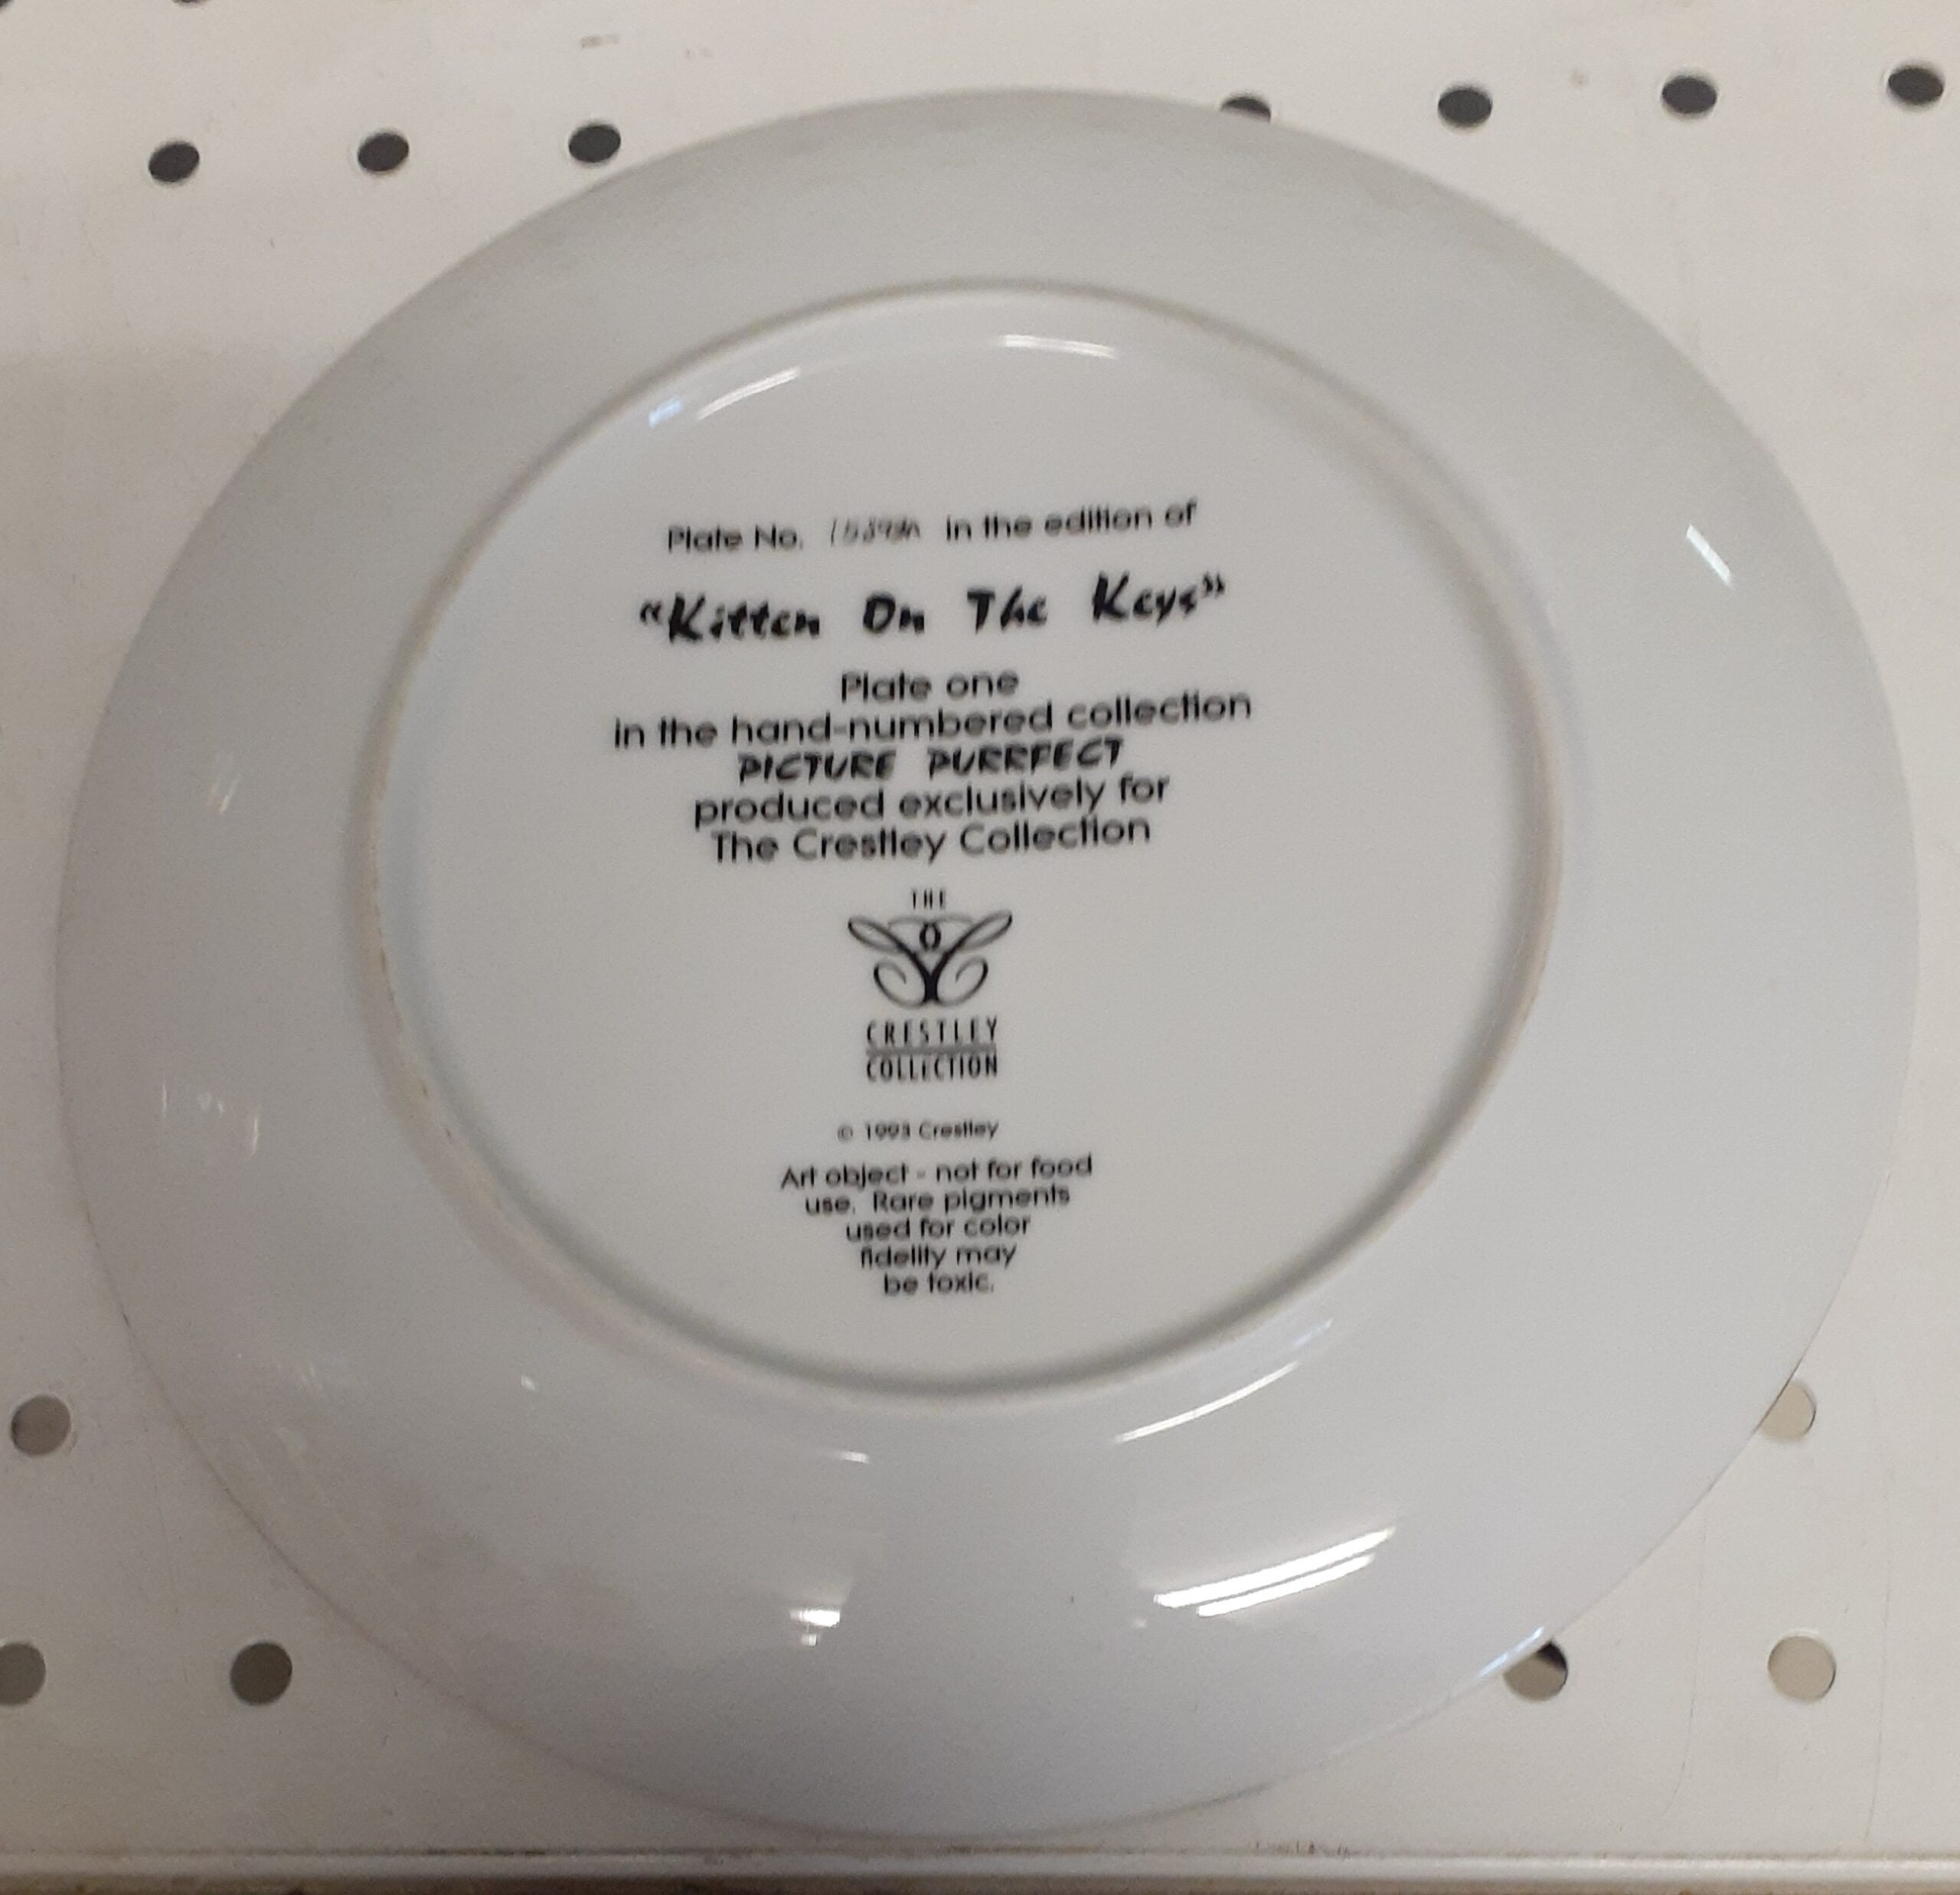 Plate No. in the edition of
“Kitten On The Keys”
Plate one
in the hand-numbered collection
PICTURE PURRFECT
produced exclusively for
The Crestley Collection
THE
CRESTLEY
COLLECTION
© 1993 Crestley
Art object - not for food
use. Rare pigments
used for color
fidelity may
be toxic.